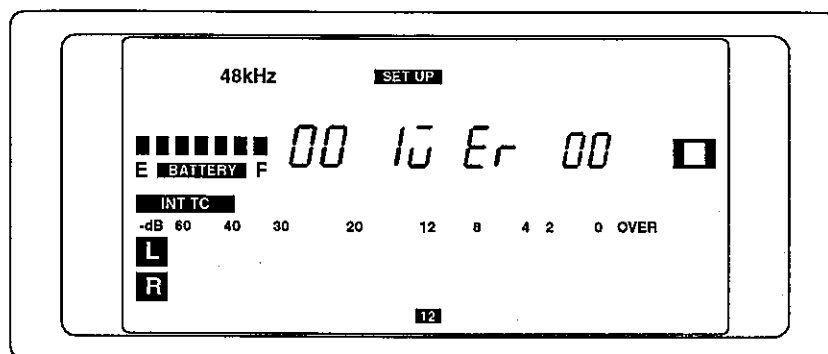 48kHz SET UP
00 1ū Er 00
E BATTERY F
INT TC
-dB 60 40 30 20 12 8 4 2 0 OVER
L
R
12